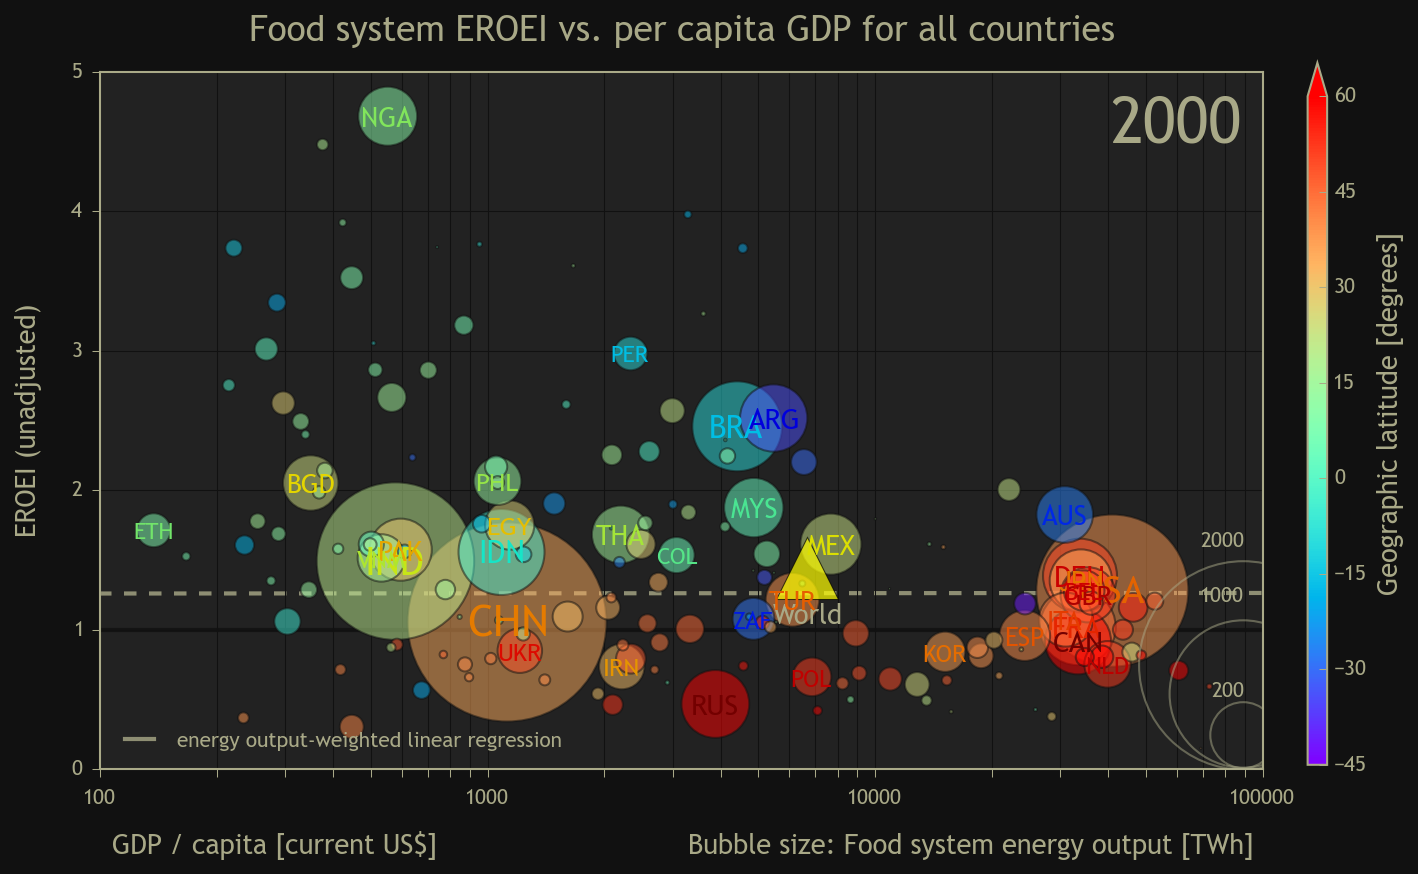 Food system EROEI vs. per capita GDP for all countries
2000
EROEI (unadjusted)
5
4
3
2
1
0
NGA
PER
BRA
ARG
BGD
PHL
MYS
ETH
EGY
THA
AUS
PAK
IND
IDN
COL
MEX
2000
1000
200
DEU
USA
GBR
TUR
World
CHN
ZAF
ESP
CAN
UKR
KOR
IRN
POL
NLD
RUS
energy output-weighted linear regression
100
1000
10000
100000
GDP / capita [current US$]
Bubble size: Food system energy output [TWh]
60
45
30
15
0
−15
−30
−45
Geographic latitude [degrees]